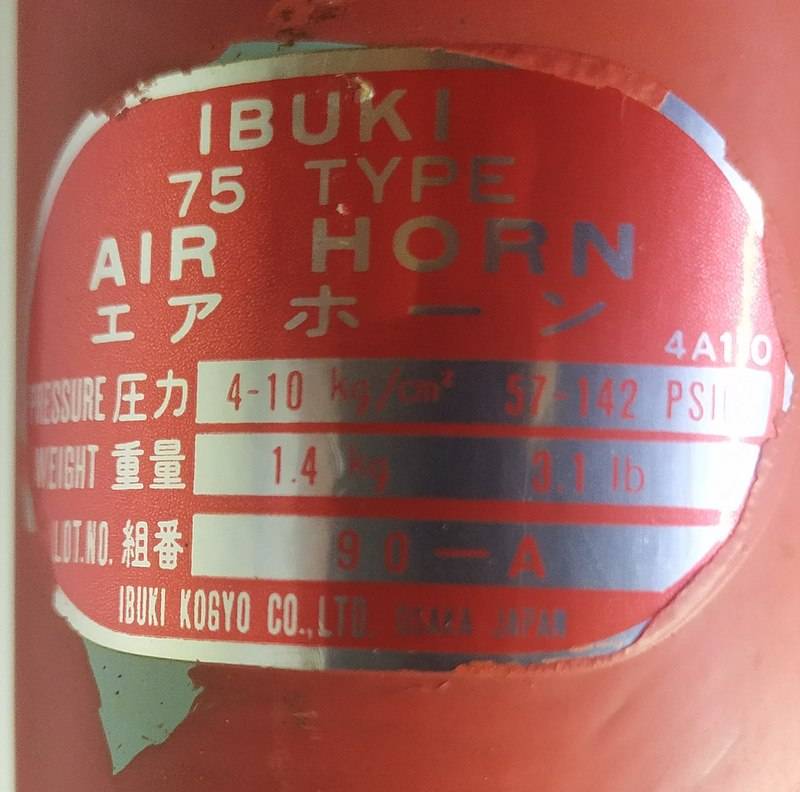 IBUKI
75 TYPE
AIR HORN
エアホーン
4A110
PRESSURE 圧力 4-10 kg/cm² 57-142 PSI
WEIGHT 重量 1.4 kg 3.1 lb
LOT.NO. 組番 90-A
IBUKI KOGYO CO.,LTD. OSAKA JAPAN